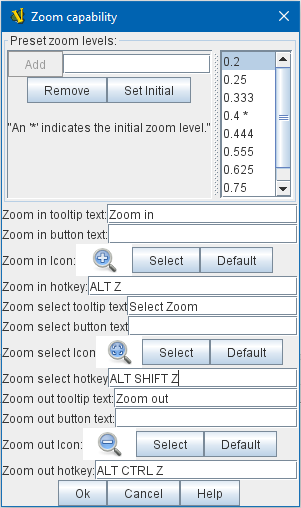 Zoom capability
Preset zoom levels:
Add
Remove Set Initial
"An '*' indicates the initial zoom level."
0.2
0.25
0.333
0.4 *
0.444
0.555
0.625
0.75
Zoom in tooltip text: Zoom in
Zoom in button text:
Zoom in Icon: Select Default
Zoom in hotkey: ALT Z
Zoom select tooltip text Select Zoom
Zoom select button text
Zoom select Icon Select Default
Zoom select hotkey ALT SHIFT Z
Zoom out tooltip text: Zoom out
Zoom out button text:
Zoom out Icon: Select Default
Zoom out hotkey: ALT CTRL Z
Ok Cancel Help